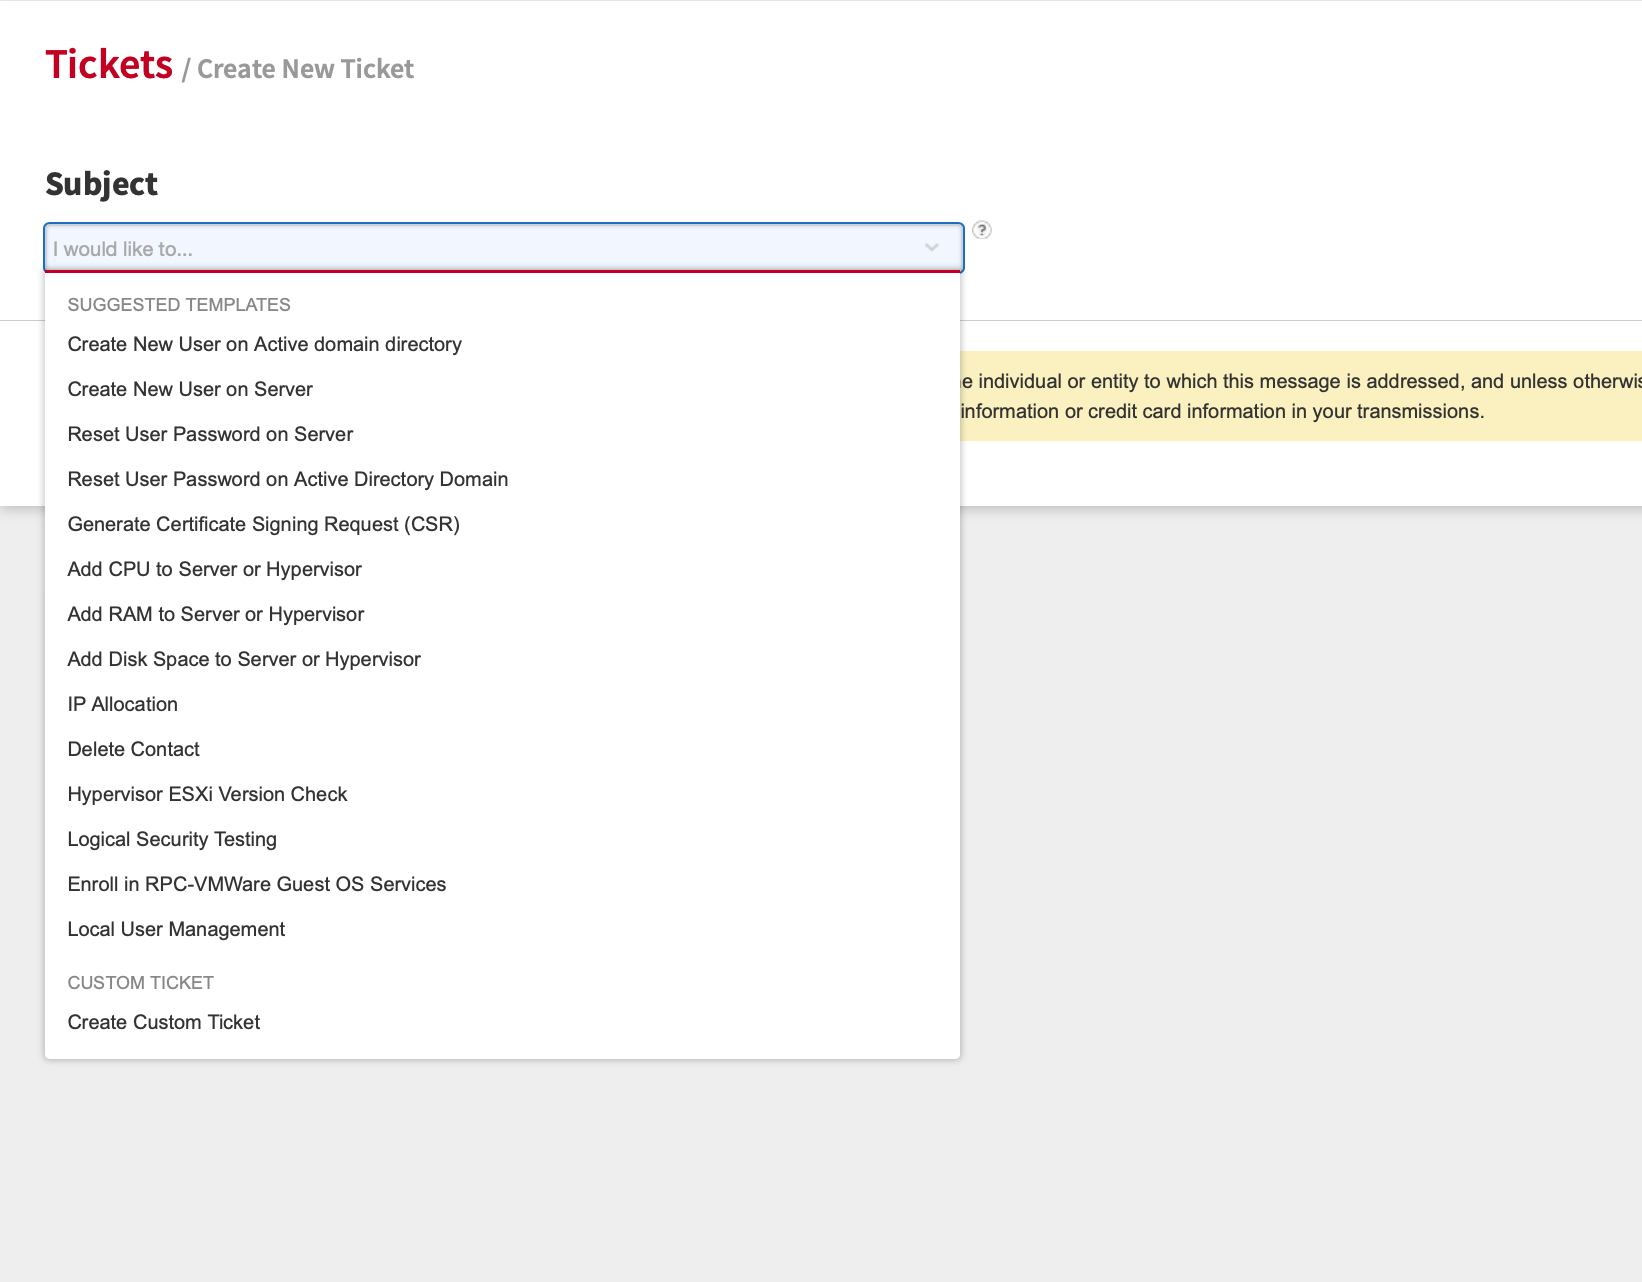 Tickets / Create New Ticket
Subject
I would like to...
?
SUGGESTED TEMPLATES
Create New User on Active domain directory
Create New User on Server
Reset User Password on Server
Reset User Password on Active Directory Domain
Generate Certificate Signing Request (CSR)
Add CPU to Server or Hypervisor
Add RAM to Server or Hypervisor
Add Disk Space to Server or Hypervisor
IP Allocation
Delete Contact
Hypervisor ESXi Version Check
Logical Security Testing
Enroll in RPC-VMWare Guest OS Services
Local User Management
CUSTOM TICKET
Create Custom Ticket
individual or entity to which this message is addressed, and unless
information or credit card information in your transmissions.